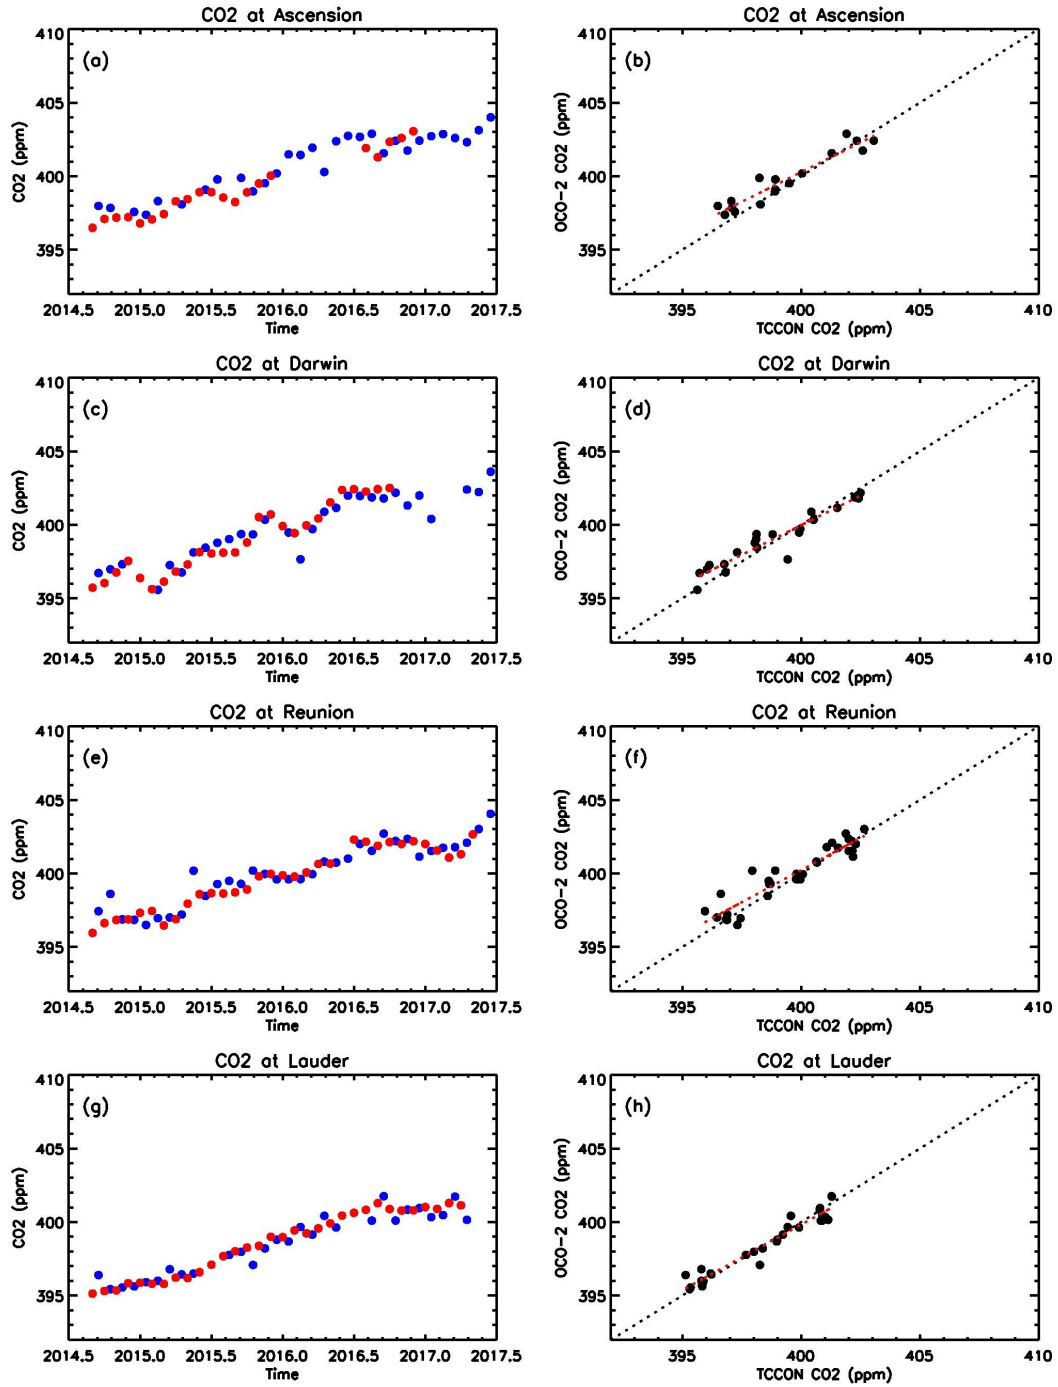 CO2 at Ascension
(a)
CO2 (ppm)
410
405
400
395
2014.5 2015.0 2015.5 2016.0 2016.5 2017.0 2017.5
Time
CO2 at Ascension
(b)
OCO-2 CO2 (ppm)
410
405
400
395
395 400 405 410
TCCON CO2 (ppm)
CO2 at Darwin
(c)
CO2 (ppm)
410
405
400
395
2014.5 2015.0 2015.5 2016.0 2016.5 2017.0 2017.5
Time
CO2 at Darwin
(d)
OCO-2 CO2 (ppm)
410
405
400
395
395 400 405 410
TCCON CO2 (ppm)
CO2 at Reunion
(e)
CO2 (ppm)
410
405
400
395
2014.5 2015.0 2015.5 2016.0 2016.5 2017.0 2017.5
Time
CO2 at Reunion
(f)
OCO-2 CO2 (ppm)
410
405
400
395
395 400 405 410
TCCON CO2 (ppm)
CO2 at Lauder
(g)
CO2 (ppm)
410
405
400
395
2014.5 2015.0 2015.5 2016.0 2016.5 2017.0 2017.5
Time
CO2 at Lauder
(h)
OCO-2 CO2 (ppm)
410
405
400
395
395 400 405 410
TCCON CO2 (ppm)